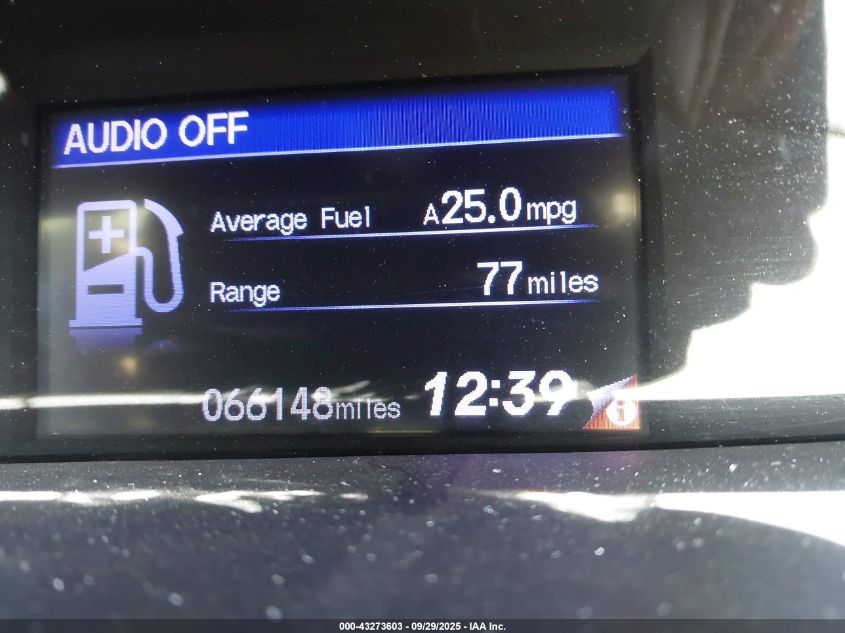 AUDIO OFF
Average Fuel A25.0mpg
Range 77miles
066148miles 12:39 i
000-43273603 - 09/29/2025 - IAA Inc.